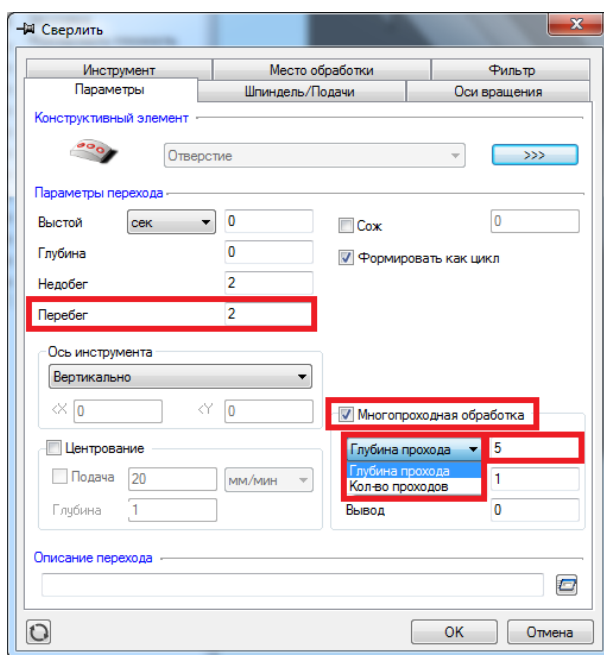 Сверлить
Инструмент Место обработки Фильтр
Параметры Шпиндель/Подачи Оси вращения
Конструктивный элемент
Отверстие >>>
Параметры перехода
Выстой сек 0 Сож 0
Глубина 0 Формировать как цикл
Недобег 2
Перебег 2
Ось инструмента
Вертикально
<X 0 <Y 0 Многопроходная обработка
Центрование Глубина прохода 5
Глубина прохода
Подача 20 мм/мин Кол-во проходов 1
Глубина 1 Вывод 0
Описание перехода
OK Отмена